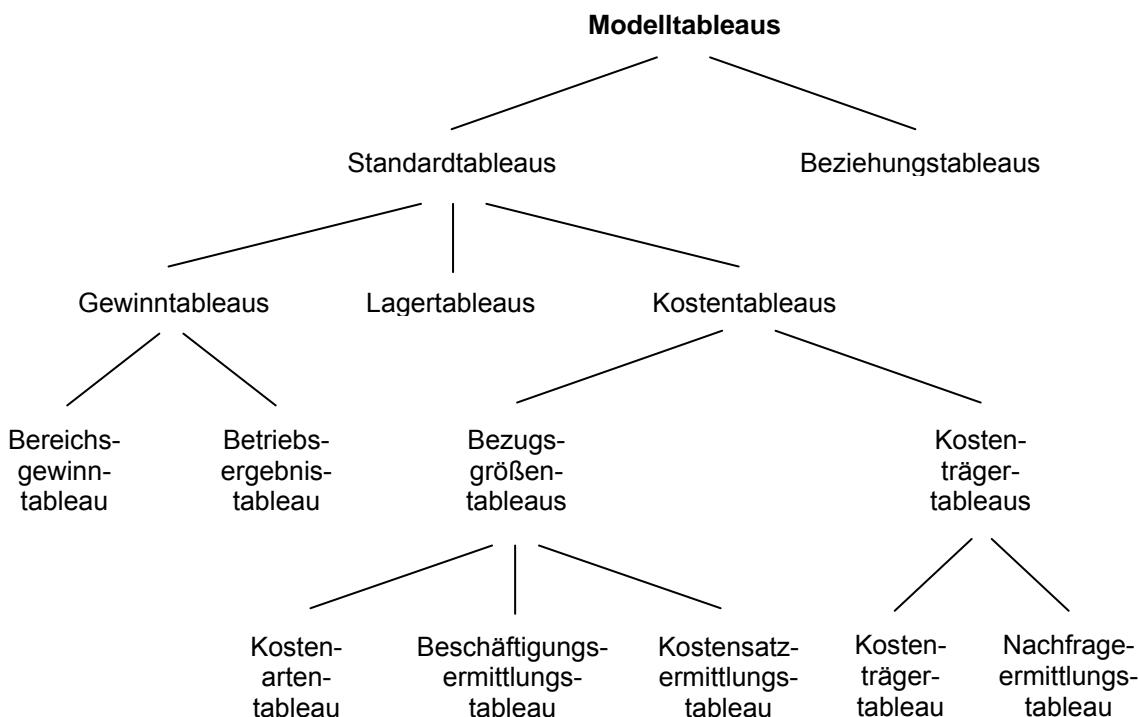 Modelltableaus
Standardtableaus
Beziehungstableaus
Gewinntableaus
Lagertableaus
Kostentableaus
Bereichs-
gewinn-
tableau
Betriebs-
ergebnis-
tableau
Bezugs-
größen-
tableaus
Kosten-
träger-
tableaus
Kosten-
arten-
tableau
Beschäftigungs-
ermittlungs-
tableau
Kostensatz-
ermittlungs-
tableau
Kosten-
träger-
tableau
Nachfrage-
ermittlungs-
tableau